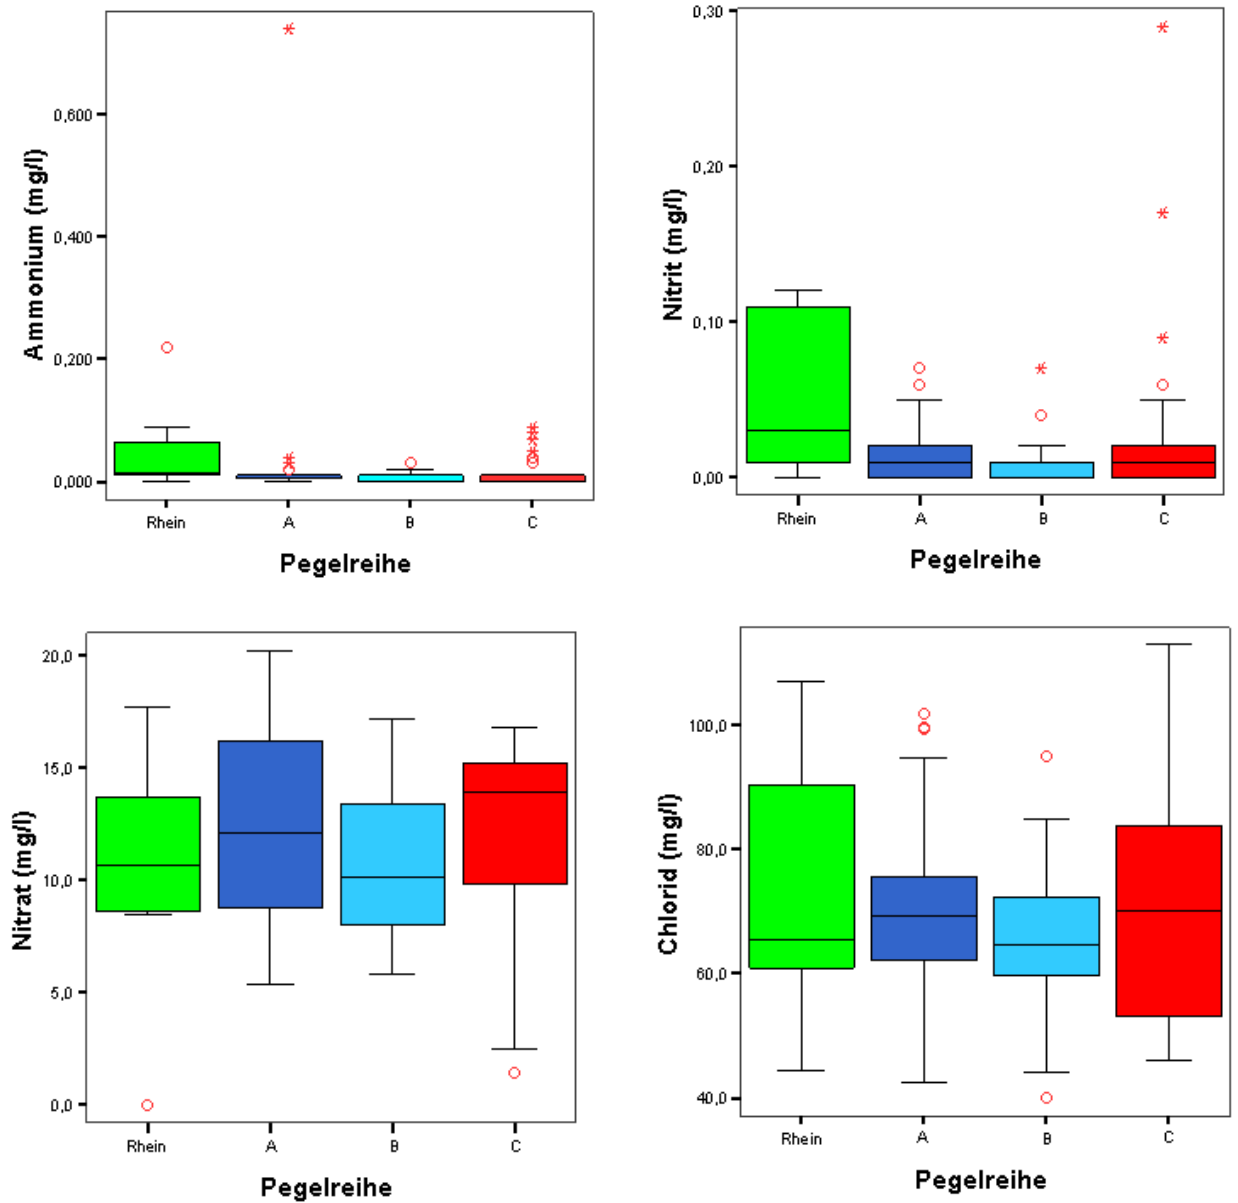 Ammonium (mg/l)
0,600
0,400
0,200
0,000
Rhein A B C
Pegelreihe
Nitrit (mg/l)
0,30
0,20
0,10
0,00
Rhein A B C
Pegelreihe
Nitrat (mg/l)
20,0
15,0
10,0
5,0
0,0
Rhein A B C
Pegelreihe
Chlorid (mg/l)
100,0
80,0
60,0
40,0
Rhein A B C
Pegelreihe